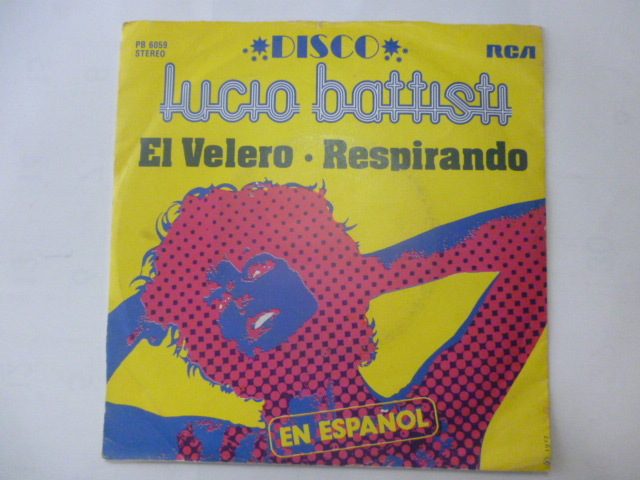 PB 6059
STEREO
DISCO
RCA
lucio battisti
El Velero · Respirando
EN ESPAÑOL